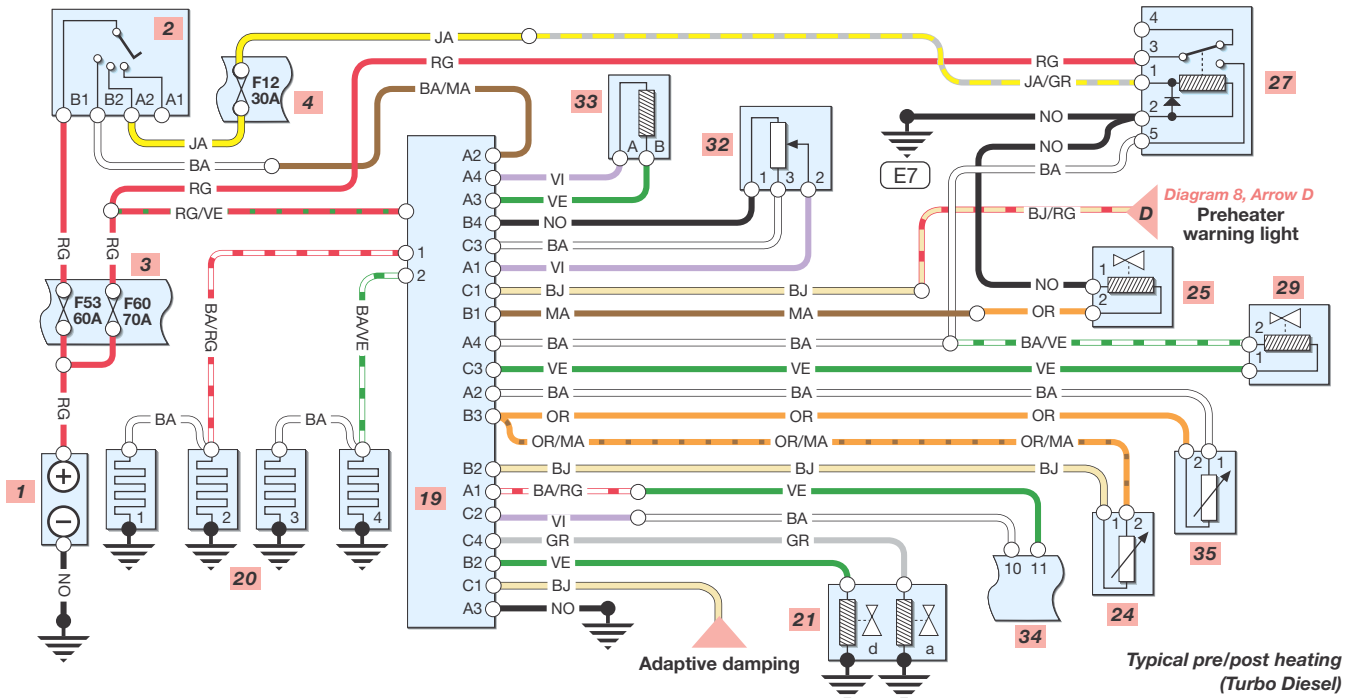 2
B1
B2
A2
A1
F12
30A
4
JA
JA/GR
RG
RG
BA/MA
JA
BA
RG
RG/VE
RG
RG
3
F53
60A
F60
70A
RG
1
+
−
NO
BA/RG
BA/VE
BA
BA
1
2
3
4
20
1
2
19
A2
A4
A3
B4
C3
A1
C1
B1
A4
C3
A2
B3
B2
A1
C2
C4
B2
C1
A3
VI
VE
NO
BA
VI
BJ
BJ
MA
MA
BA
BA
VE
VE
VE
BA
BA
BA
OR
OR
OR
OR/MA
OR/MA
OR/MA
BJ
BJ
BJ
BA/RG
VE
VI
BA
GR
GR
VE
BJ
NO
33
A
B
32
1
3
2
4
3
1
2
5
27
NO
E7
NO
BA
BJ/RG
D
Diagram 8, Arrow D
Preheater
warning light
NO
OR
1
2
25
29
BA/VE
2
1
2
1
35
1
2
24
10
11
34
21
d
a
Adaptive damping
Typical pre/post heating
(Turbo Diesel)